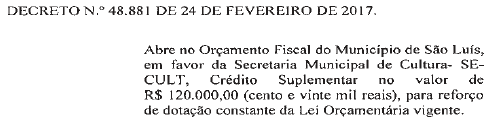 DECRETO N.º 48.881 DE 24 DE FEVEREIRO DE 2017.
Abre no Orçamento Fiscal do Município de São Luís,
em favor da Secretaria Municipal de Cultura- SE-
CULT, Crédito Suplementar no valor de
R$ 120.000,00 (cento e vinte mil reais), para reforço
de dotação constante da Lei Orçamentária vigente.